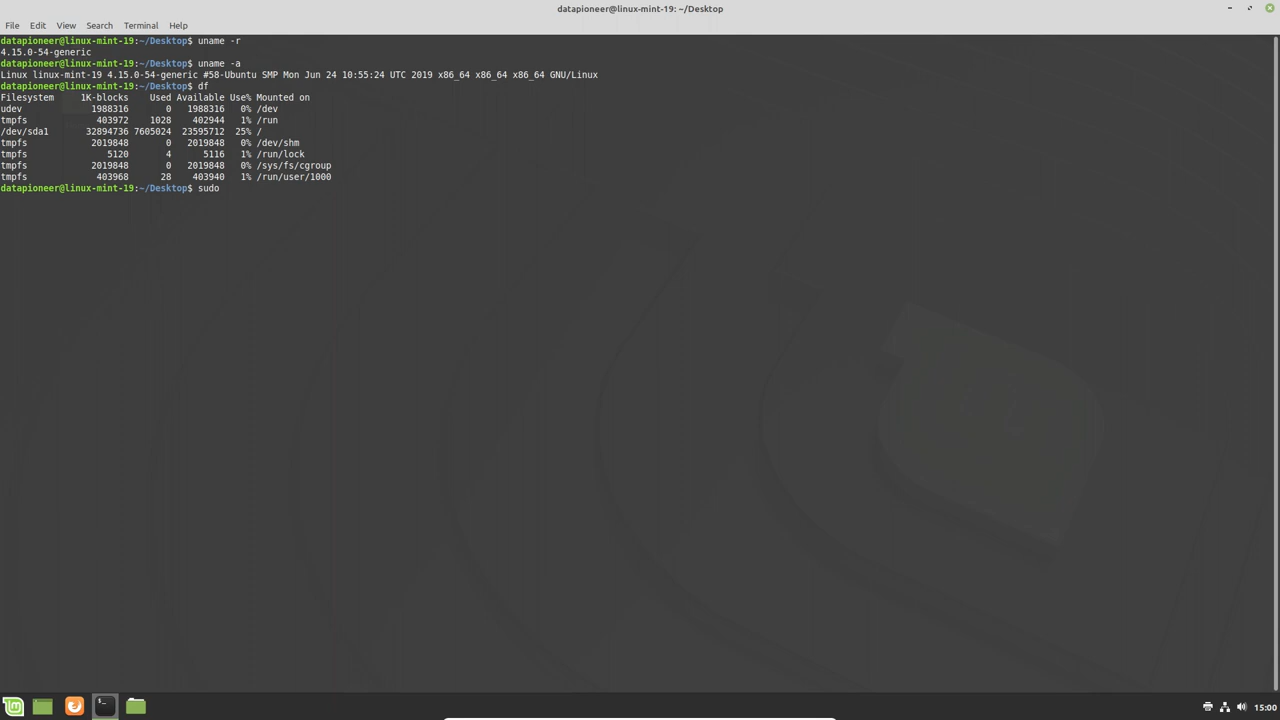 datapioneer@linux-mint-19: ~/Desktop
File Edit View Search Terminal Help
datapioneer@linux-mint-19:~/Desktop$ uname -r
4.15.0-54-generic
datapioneer@linux-mint-19:~/Desktop$ uname -a
Linux linux-mint-19 4.15.0-54-generic #58-Ubuntu SMP Mon Jun 24 10:55:24 UTC 2019 x86_64 x86_64 x86_64 GNU/Linux
datapioneer@linux-mint-19:~/Desktop$ df
Filesystem     1K-blocks    Used Available Use% Mounted on
udev             1988316       0   1988316   0% /dev
tmpfs             403972    1028    402944   1% /run
/dev/sda1       32894736 7605024  23595712  25% /
tmpfs            2019848       0   2019848   0% /dev/shm
tmpfs               5120       4      5116   1% /run/lock
tmpfs            2019848       0   2019848   0% /sys/fs/cgroup
tmpfs             403968      28    403940   1% /run/user/1000
datapioneer@linux-mint-19:~/Desktop$ sudo
15:00